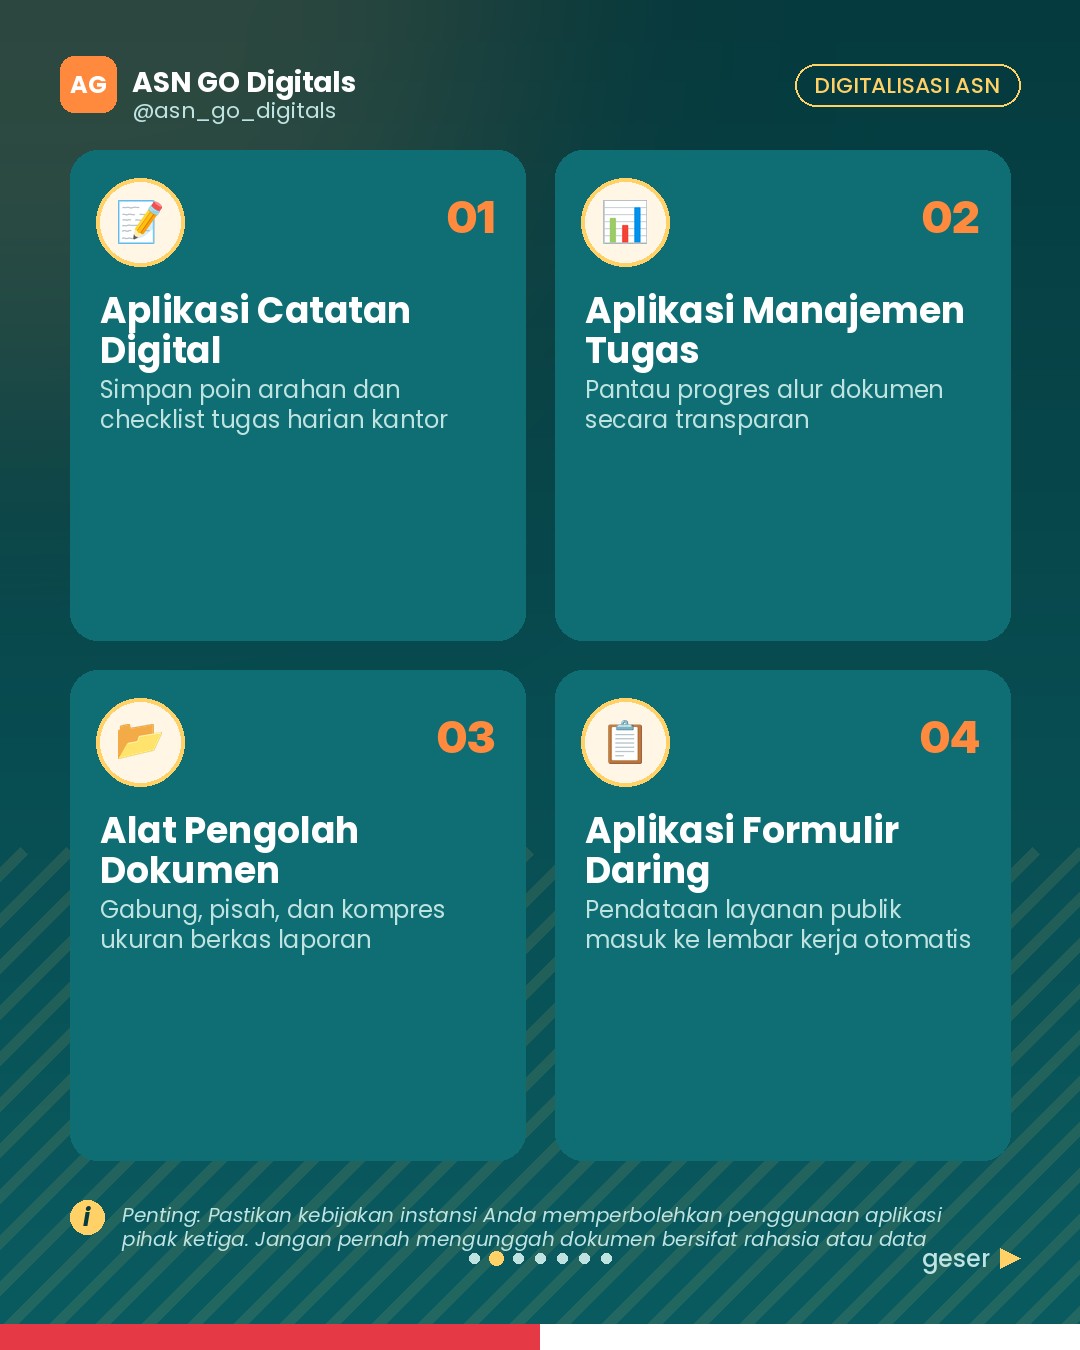 AG
ASN GO Digitals
@asn_go_digitals
DIGITALISASI ASN
01
Aplikasi Catatan
Digital
Simpan poin arahan dan
checklist tugas harian kantor
02
Aplikasi Manajemen
Tugas
Pantau progres alur dokumen
secara transparan
03
Alat Pengolah
Dokumen
Gabung, pisah, dan kompres
ukuran berkas laporan
04
Aplikasi Formulir
Daring
Pendataan layanan publik
masuk ke lembar kerja otomatis
i
Penting: Pastikan kebijakan instansi Anda memperbolehkan penggunaan aplikasi
pihak ketiga. Jangan pernah mengunggah dokumen bersifat rahasia atau data
geser